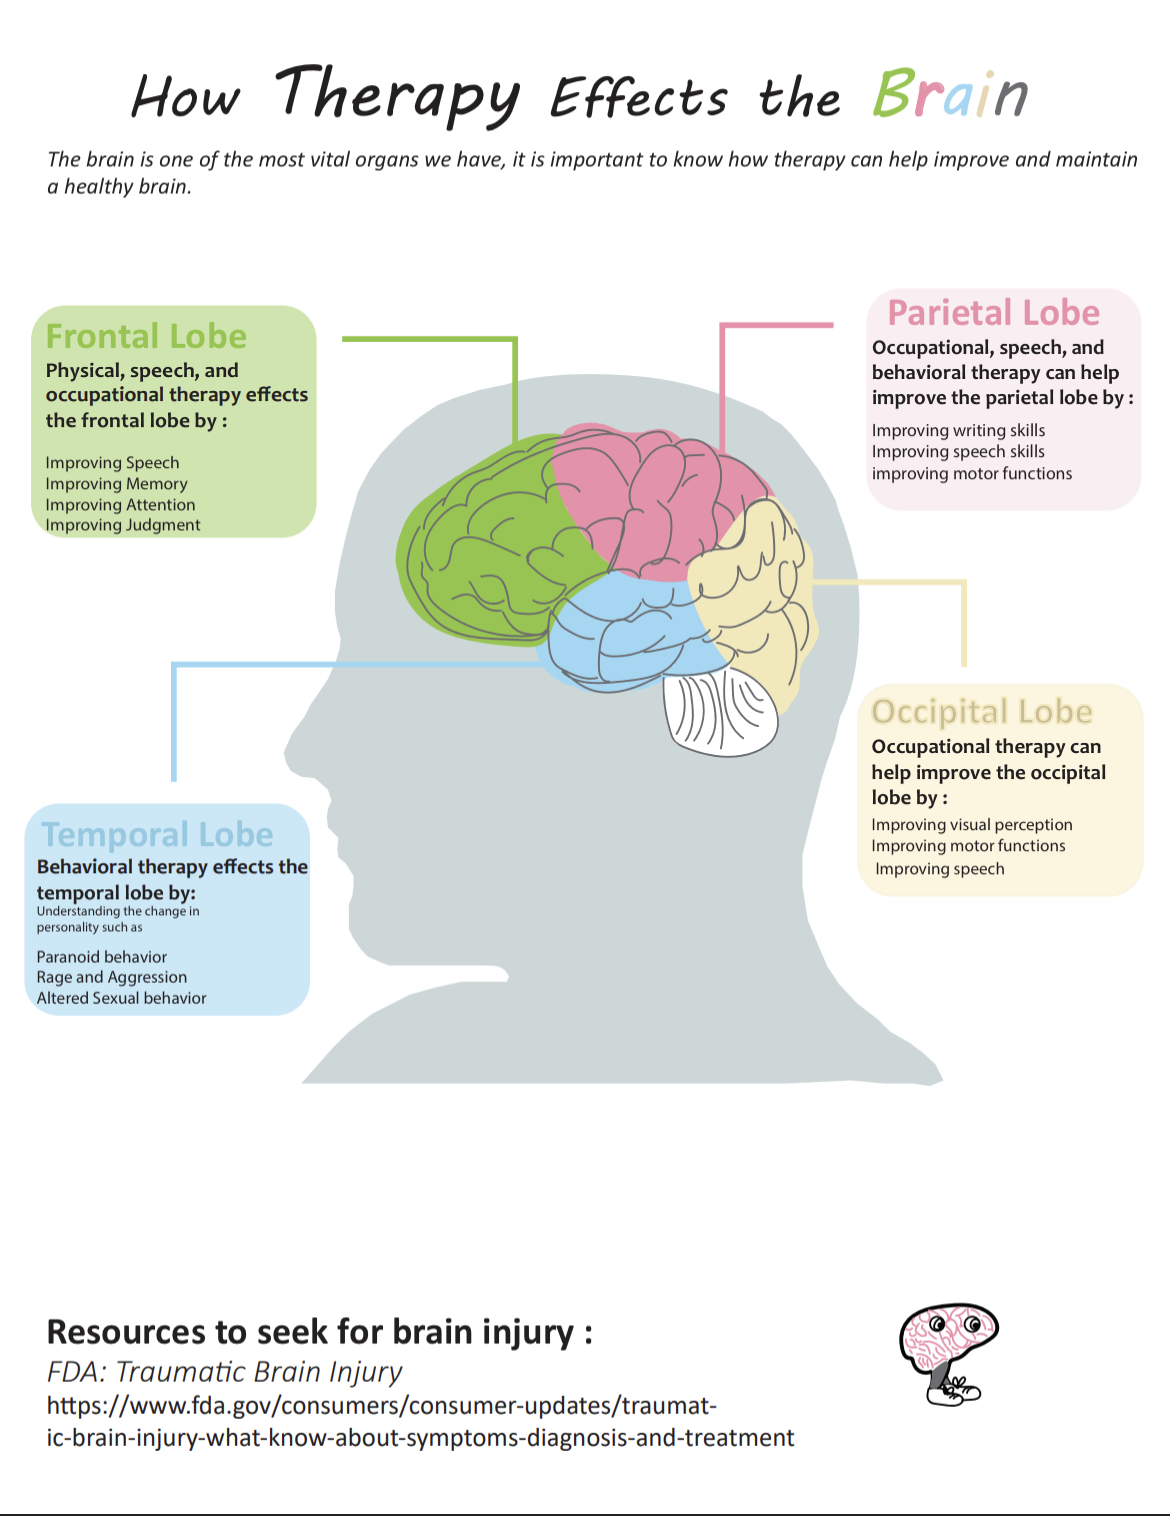 How Therapy Effects the Brain
The brain is one of the most vital organs we have, it is important to know how therapy can help improve and maintain
a healthy brain.
Frontal Lobe
Physical, speech, and
occupational therapy effects
the frontal lobe by :
Improving Speech
Improving Memory
Improving Attention
Improving Judgment
Parietal Lobe
Occupational, speech, and
behavioral therapy can help
improve the parietal lobe by :
Improving writing skills
Improving speech skills
improving motor functions
Temporal Lobe
Behavioral therapy effects the
temporal lobe by:
Understanding the change in
personality such as
Paranoid behavior
Rage and Aggression
Altered Sexual behavior
Occipital Lobe
Occupational therapy can
help improve the occipital
lobe by :
Improving visual perception
Improving motor functions
Improving speech
Resources to seek for brain injury :
FDA: Traumatic Brain Injury
https://www.fda.gov/consumers/consumer-updates/traumat-
ic-brain-injury-what-know-about-symptoms-diagnosis-and-treatment